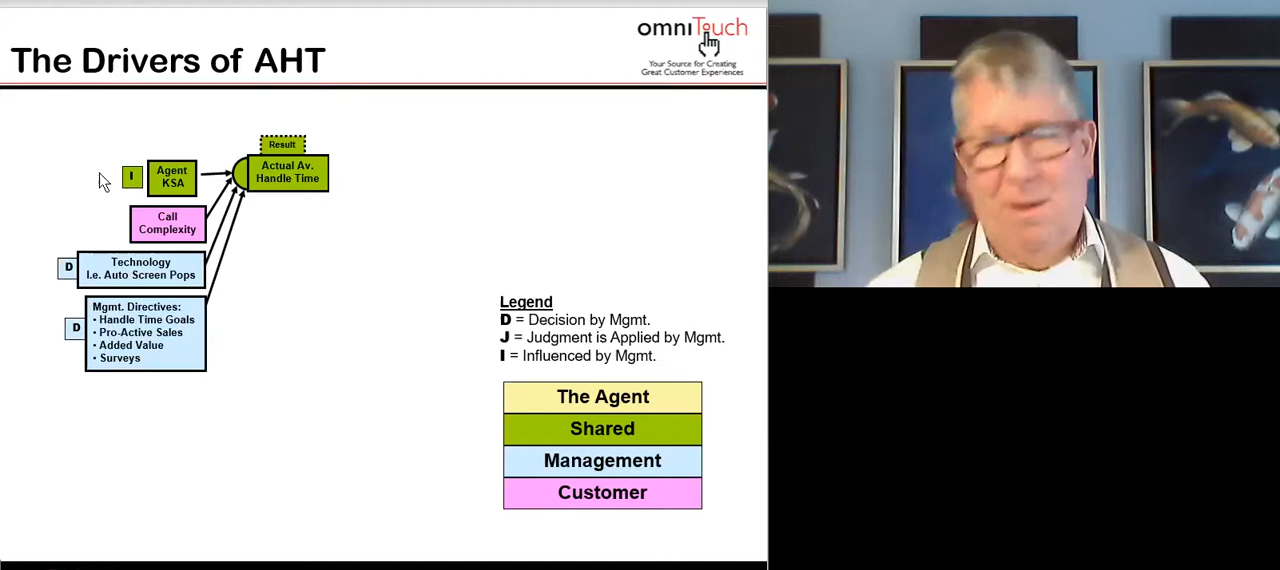 The Drivers of AHT
omniTouch
Your Source for Creating
Great Customer Experiences
Result
Actual Av.
Handle Time
I
Agent
KSA
Call
Complexity
D
Technology
I.e. Auto Screen Pops
D
Mgmt. Directives:
• Handle Time Goals
• Pro-Active Sales
• Added Value
• Surveys
Legend
D = Decision by Mgmt.
J = Judgment is Applied by Mgmt.
I = Influenced by Mgmt.
The Agent
Shared
Management
Customer